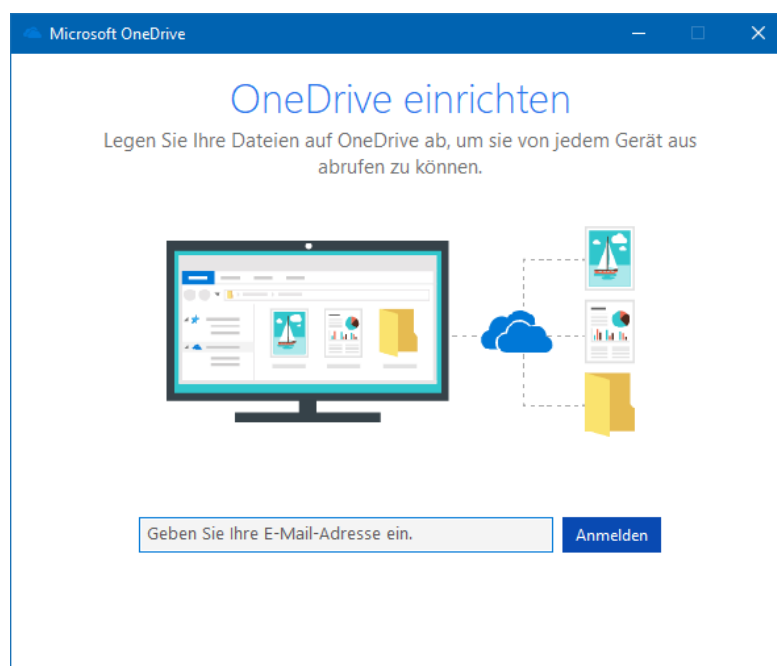 Microsoft OneDrive
OneDrive einrichten
Legen Sie Ihre Dateien auf OneDrive ab, um sie von jedem Gerät aus
abrufen zu können.
Geben Sie Ihre E-Mail-Adresse ein.
Anmelden